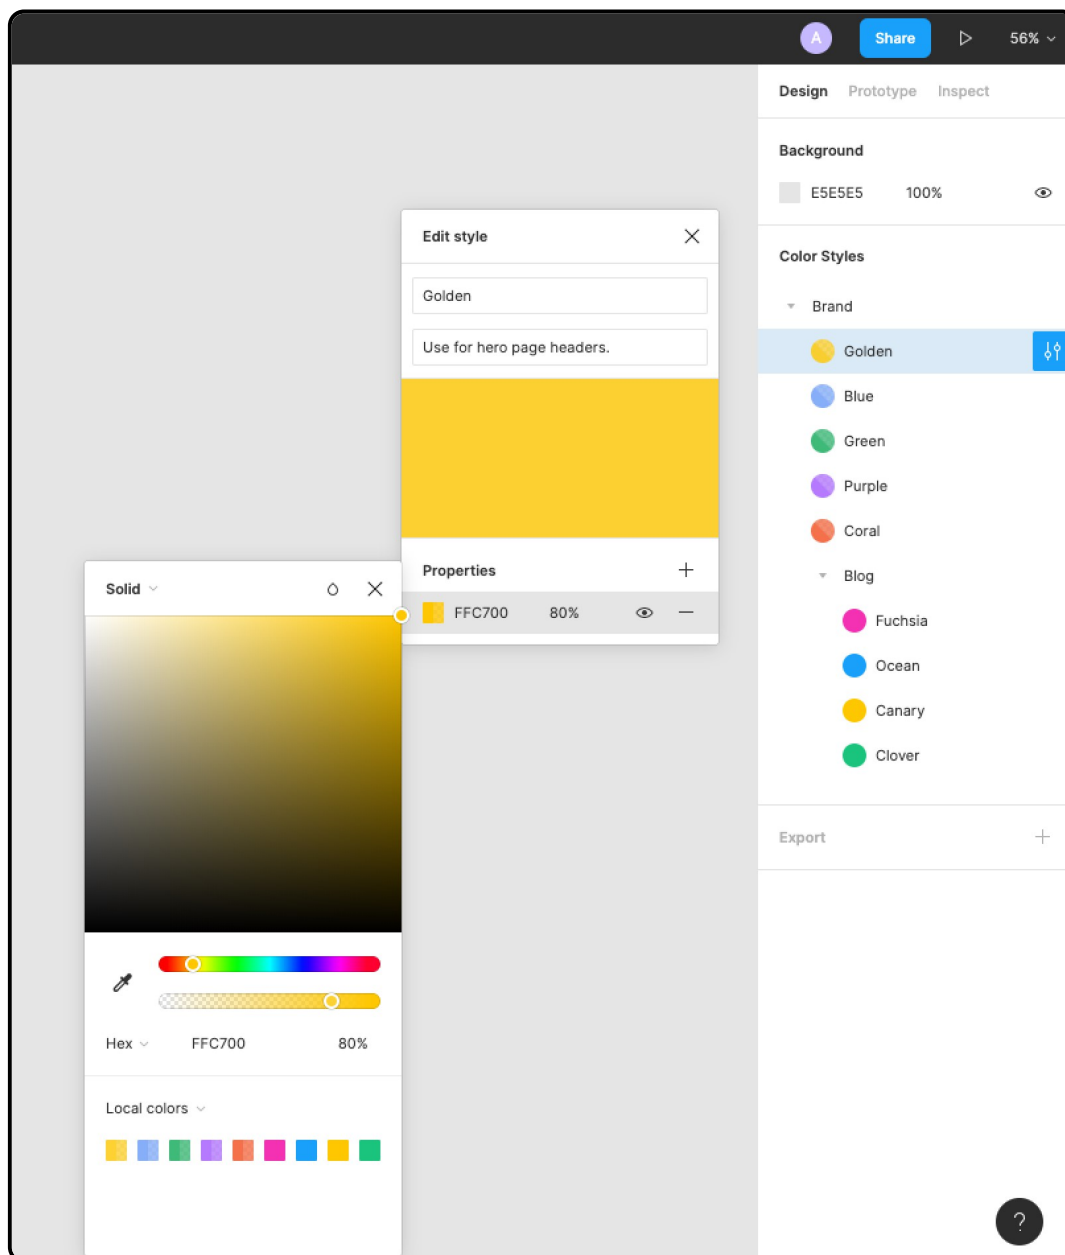 A
Share
56%
Design Prototype Inspect
Background
E5E5E5 100%
Color Styles
Brand
Golden
Blue
Green
Purple
Coral
Blog
Fuchsia
Ocean
Canary
Clover
Export
Edit style
Golden
Use for hero page headers.
Properties
FFC700 80%
Solid
Hex FFC700 80%
Local colors
?